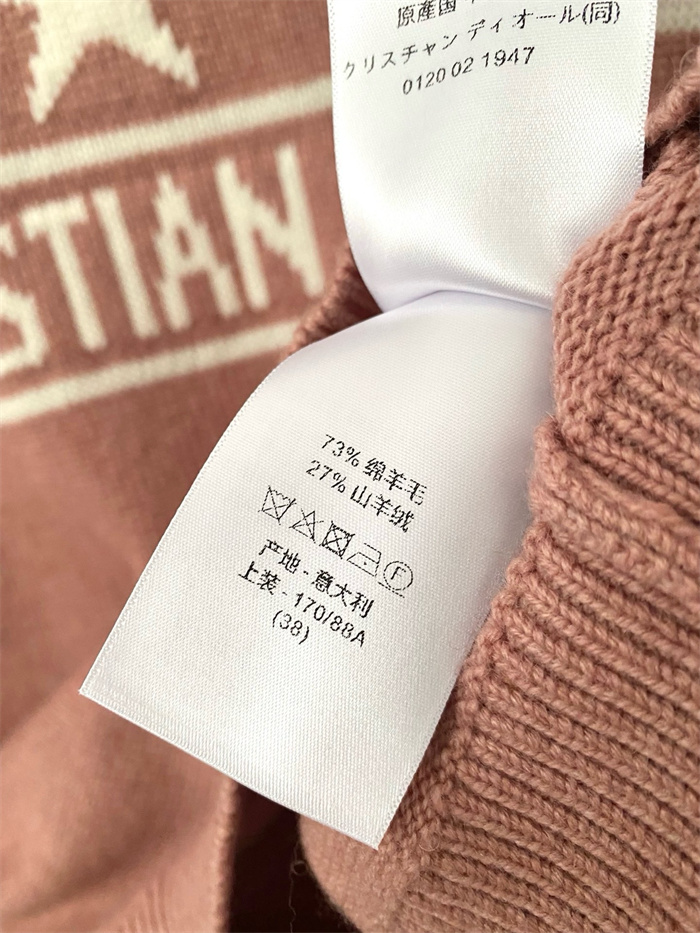 原産国
クリスチャン ディオール(同)
0120 02 1947
STIAN
73% 绵羊毛
27% 山羊绒
F
产地 - 意大利
上装 - 170/88A
(38)